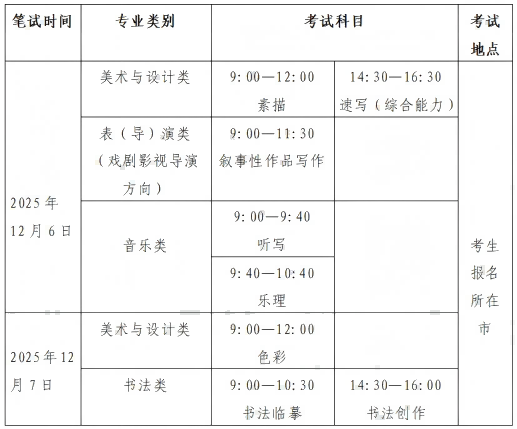 笔试时间 专业类别 考试科目 考试
地点
2025年
12月6日
美术与设计类 9:00—12:00 14:30—16:30
素描 速写(综合能力)
表(导)演类 9:00—11:30
(戏剧影视导演 叙事性作品写作
方向)
音乐类
9:00—9:40
听写
9:40—10:40
乐理
2025年12
月7日
美术与设计类 9:00—12:00
色彩
书法类 9:00—10:30 14:30—16:00
书法临摹 书法创作
考生
报名
所在
市